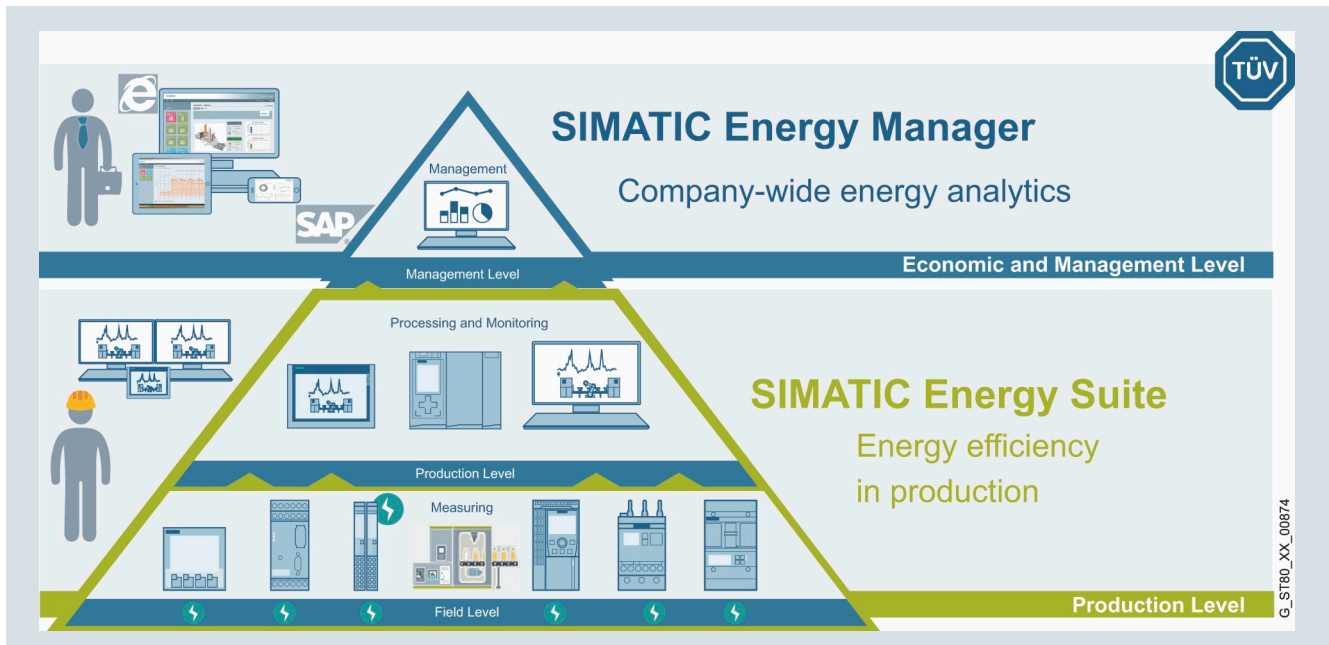 TÜV
SIMATIC Energy Manager
Company-wide energy analytics
Management
SAP
Management Level
Economic and Management Level
Processing and Monitoring
SIMATIC Energy Suite
Energy efficiency
in production
Production Level
Measuring
Field Level
Production Level
G_ST80_XX_00874